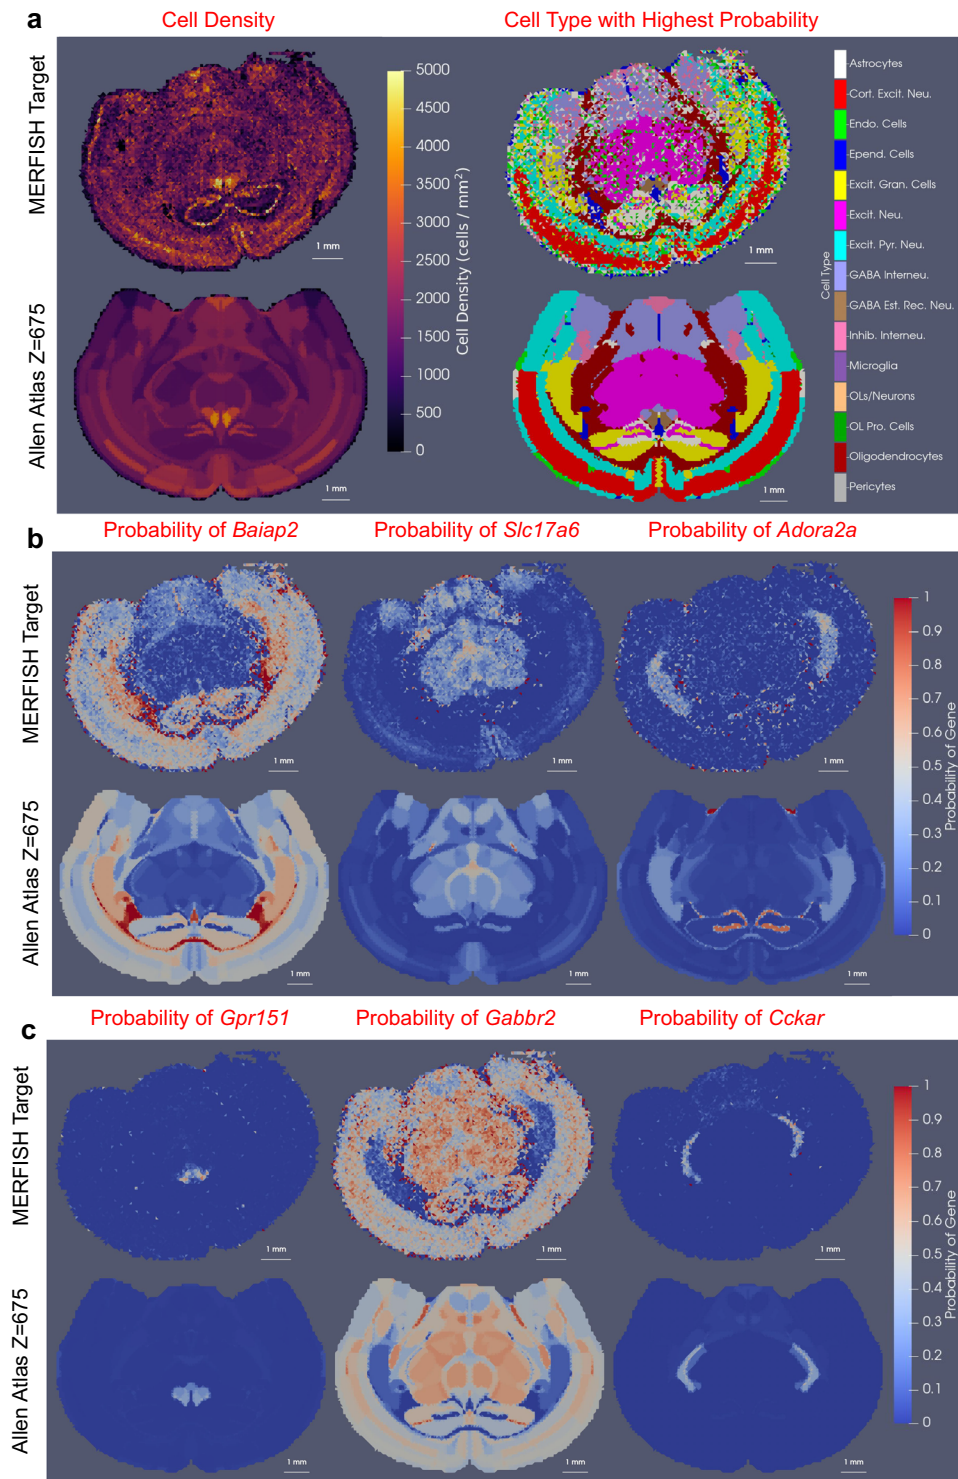 a
Cell Density
Cell Type with Highest Probability
MERFISH Target
Allen Atlas Z=675
5000
4500
4000
3500
3000
2500
2000
1500
1000
500
0
Cell Density (cells / mm²)
1 mm
1 mm
1 mm
1 mm
Cell Type
Astrocytes
Cort. Excit. Neu.
Endo. Cells
Epend. Cells
Excit. Gran. Cells
Excit. Neu.
Excit. Pyr. Neu.
GABA Interneu.
GABA Est. Rec. Neu.
Inhib. Interneu.
Microglia
OLs/Neurons
OL Pro. Cells
Oligodendrocytes
Pericytes
b
Probability of Baiap2
Probability of Slc17a6
Probability of Adora2a
MERFISH Target
Allen Atlas Z=675
1 mm
1 mm
1 mm
1 mm
1 mm
1 mm
1
0.9
0.8
0.7
0.6
0.5
0.4
0.3
0.2
0.1
0
Probability of Gene
c
Probability of Gpr151
Probability of Gabbr2
Probability of Cckar
MERFISH Target
Allen Atlas Z=675
1 mm
1 mm
1 mm
1 mm
1 mm
1 mm
1
0.9
0.8
0.7
0.6
0.5
0.4
0.3
0.2
0.1
0
Probability of Gene